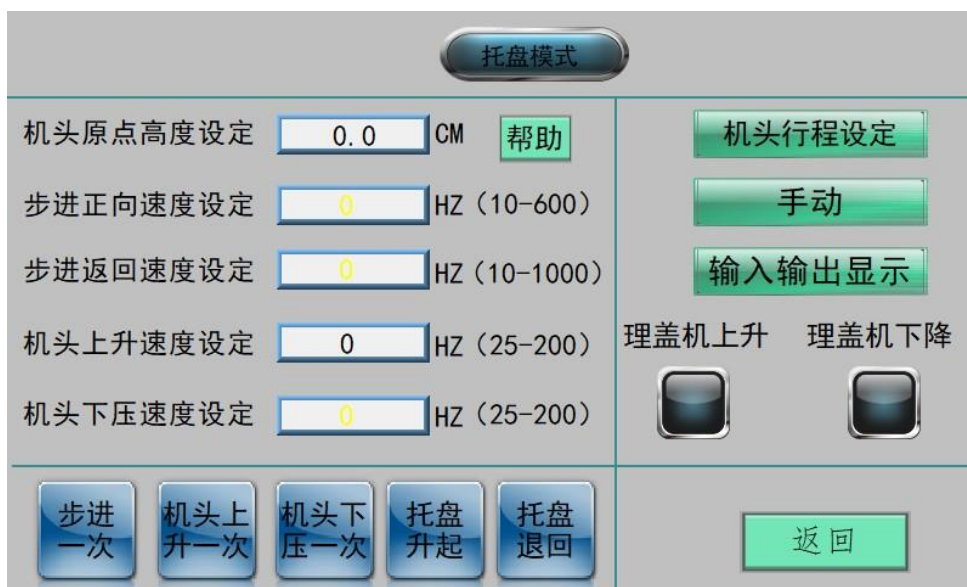 托盘模式
机头原点高度设定 0.0 CM 帮助
步进正向速度设定 0 HZ（10-600）
步进返回速度设定 0 HZ（10-1000）
机头上升速度设定 0 HZ（25-200）
机头下压速度设定 0 HZ（25-200）
机头行程设定
手动
输入输出显示
理盖机上升 理盖机下降
步进
一次
机头上
升一次
机头下
压一次
托盘
升起
托盘
退回
返回